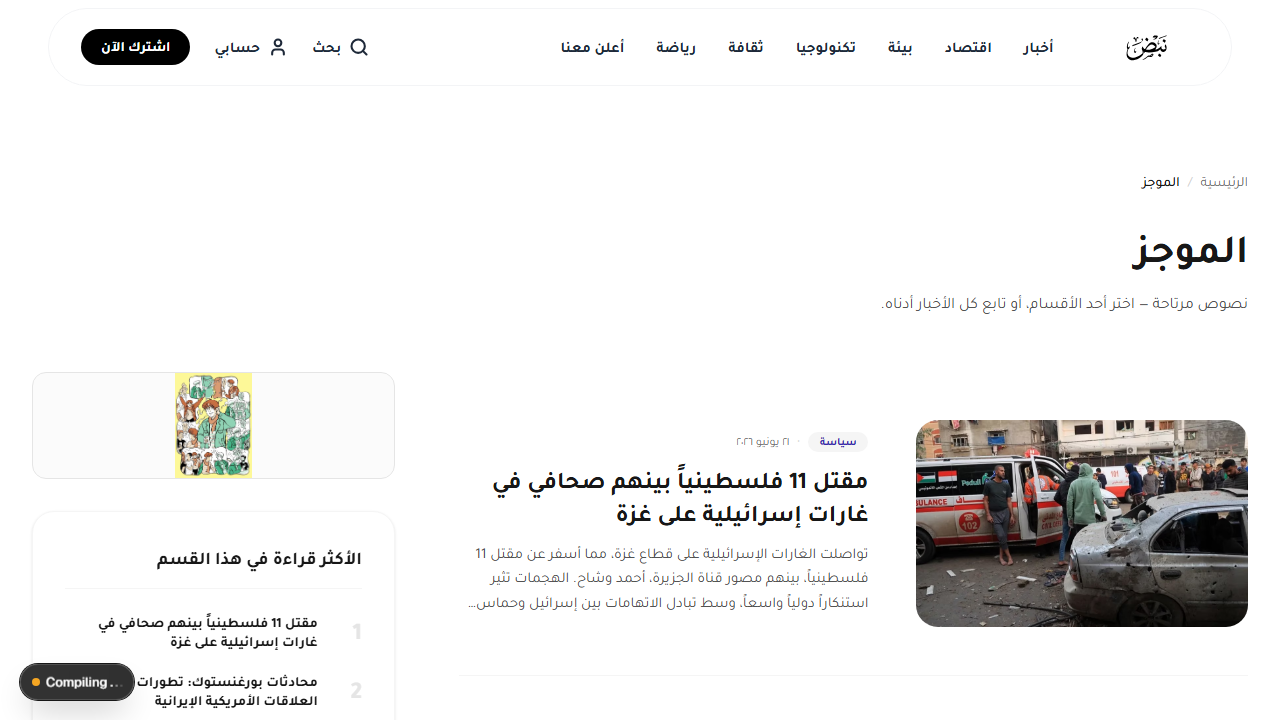 نبض
أخبار
اقتصاد
بيئة
تكنولوجيا
ثقافة
رياضة
أعلن معنا
بحث
حسابي
اشترك الآن
الرئيسية / الموجز
الموجز
نصوص مرتاحة – اختر أحد الأقسام، أو تابع كل الأخبار أدناه.
سياسة · ٢١ يونيو ٢٠٢٦
مقتل 11 فلسطينياً بينهم صحافي في
غارات إسرائيلية على غزة
تواصلت الغارات الإسرائيلية على قطاع غزة، مما أسفر عن مقتل 11
فلسطينياً، بينهم مصور قناة الجزيرة، أحمد وشاح. الهجمات تثير
استنكاراً دولياً واسعاً، وسط تبادل الاتهامات بين إسرائيل وحماس...
AMBULANCE
102
الأكثر قراءة في هذا القسم
1
مقتل 11 فلسطينياً بينهم صحافي في
غارات إسرائيلية على غزة
2
محادثات بورغنستوك: تطورات
العلاقات الأمريكية الإيرانية
Compiling ...